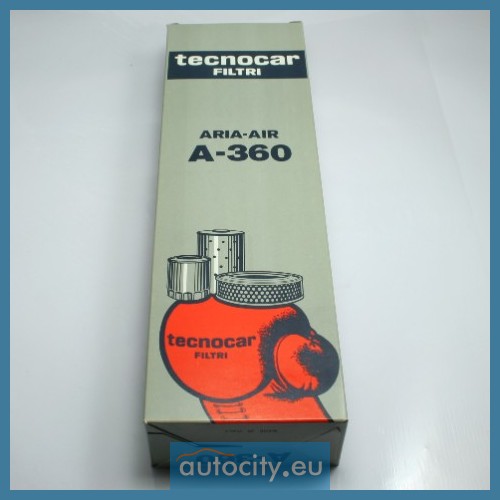 tecnocar
FILTRI
ARIA-AIR
A-360
tecnocar
FILTRI
autocity.eu